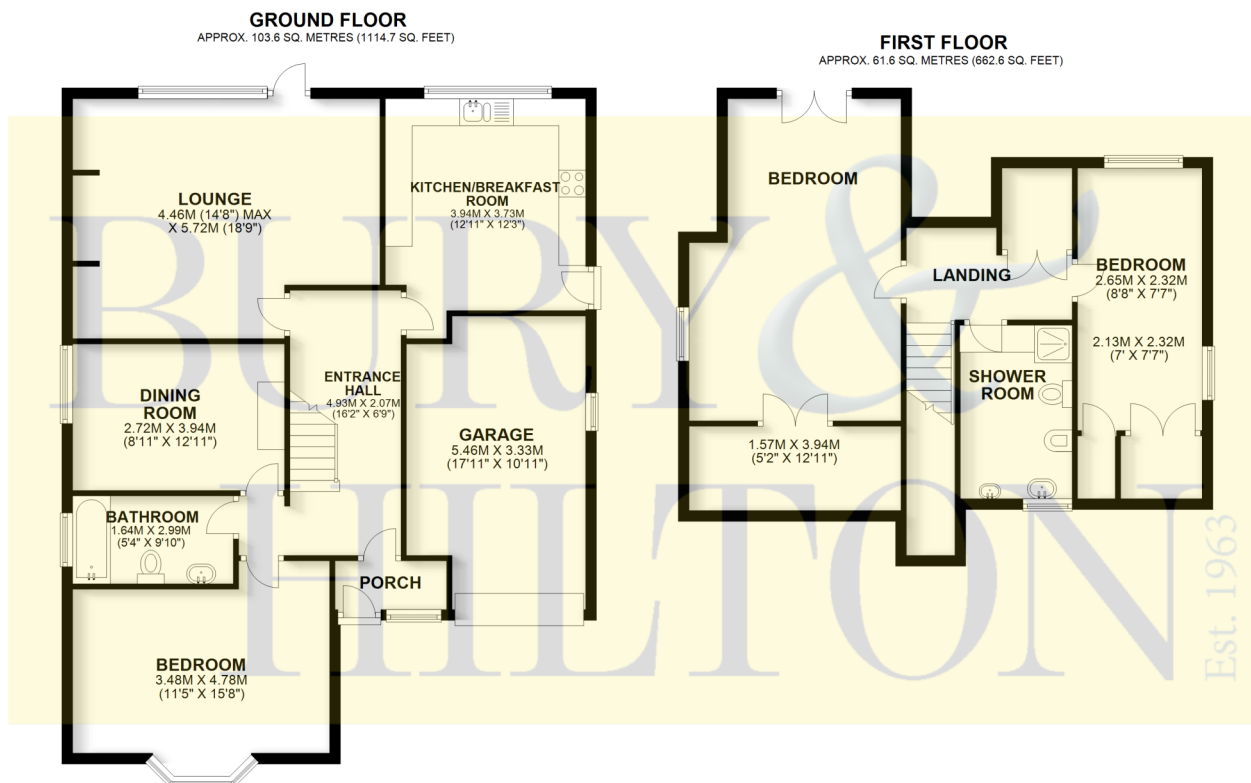 GROUND FLOOR
APPROX. 103.6 SQ. METRES (1114.7 SQ. FEET)
LOUNGE
4.46M (14'8") MAX
X 5.72M (18'9")
KITCHEN/BREAKFAST
ROOM
3.94M X 3.73M
(12'11" X 12'3")
ENTRANCE
HALL
4.93M X 2.07M
(16'2" X 6'9")
DINING
ROOM
2.72M X 3.94M
(8'11" X 12'11")
GARAGE
5.46M X 3.33M
(17'11" X 10'11")
BATHROOM
1.64M X 2.99M
(5'4" X 9'10")
PORCH
BEDROOM
3.48M X 4.78M
(11'5" X 15'8")
FIRST FLOOR
APPROX. 61.6 SQ. METRES (662.6 SQ. FEET)
BEDROOM
1.57M X 3.94M
(5'2" X 12'11")
LANDING
BEDROOM
2.65M X 2.32M
(8'8" X 7'7")
2.13M X 2.32M
(7' X 7'7")
SHOWER
ROOM
BURY &
HILTON
Est. 1963